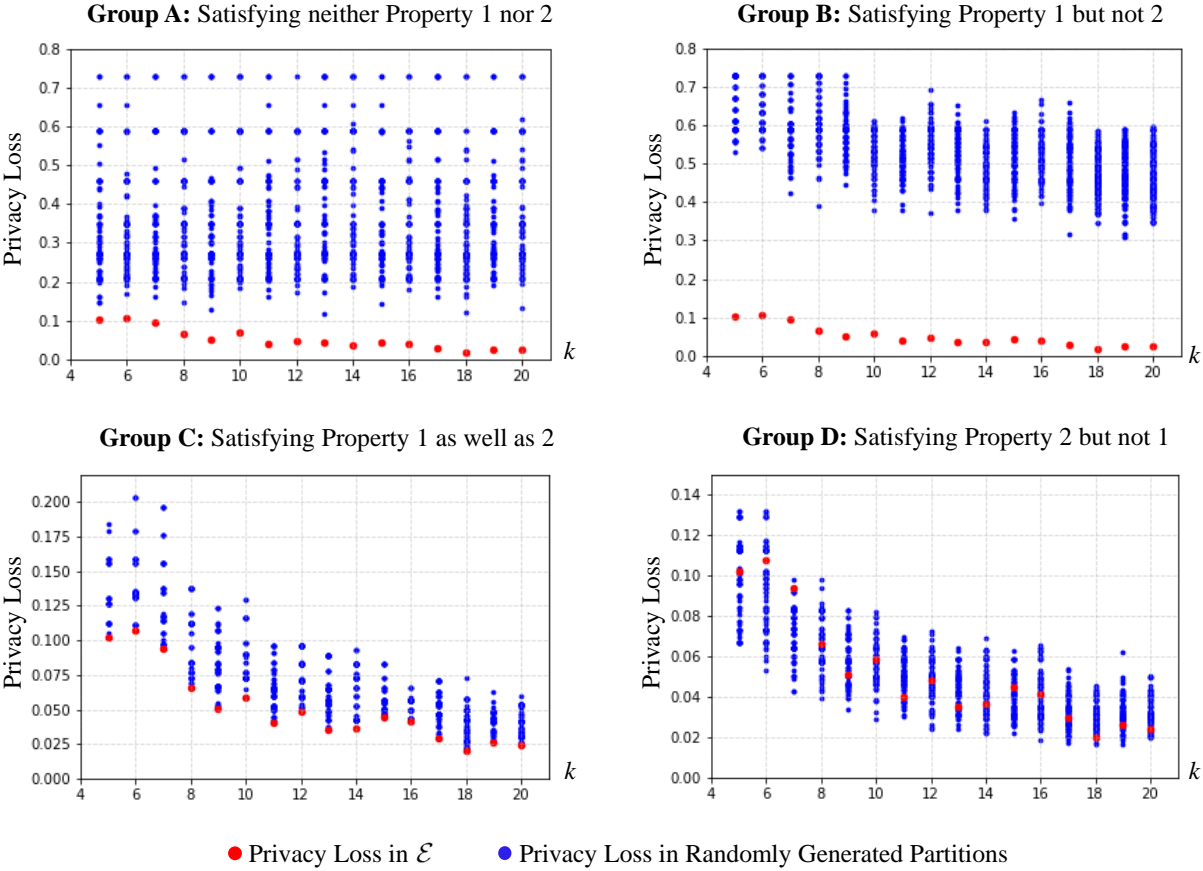 Group A: Satisfying neither Property 1 nor 2
Privacy Loss
0.8
0.7
0.6
0.5
0.4
0.3
0.2
0.1
0.0
4 6 8 10 12 14 16 18 20
k
Group B: Satisfying Property 1 but not 2
Privacy Loss
0.8
0.7
0.6
0.5
0.4
0.3
0.2
0.1
0.0
4 6 8 10 12 14 16 18 20
k
Group C: Satisfying Property 1 as well as 2
Privacy Loss
0.200
0.175
0.150
0.125
0.100
0.075
0.050
0.025
0.000
4 6 8 10 12 14 16 18 20
k
Group D: Satisfying Property 2 but not 1
Privacy Loss
0.14
0.12
0.10
0.08
0.06
0.04
0.02
0.00
4 6 8 10 12 14 16 18 20
k
Privacy Loss in ℰ
Privacy Loss in Randomly Generated Partitions